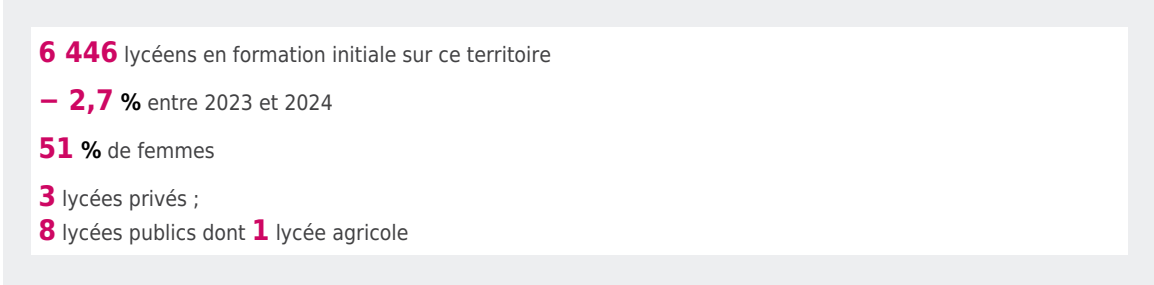 6 446 lycéens en formation initiale sur ce territoire
− 2,7 % entre 2023 et 2024
51 % de femmes
3 lycées privés ;
8 lycées publics dont 1 lycée agricole